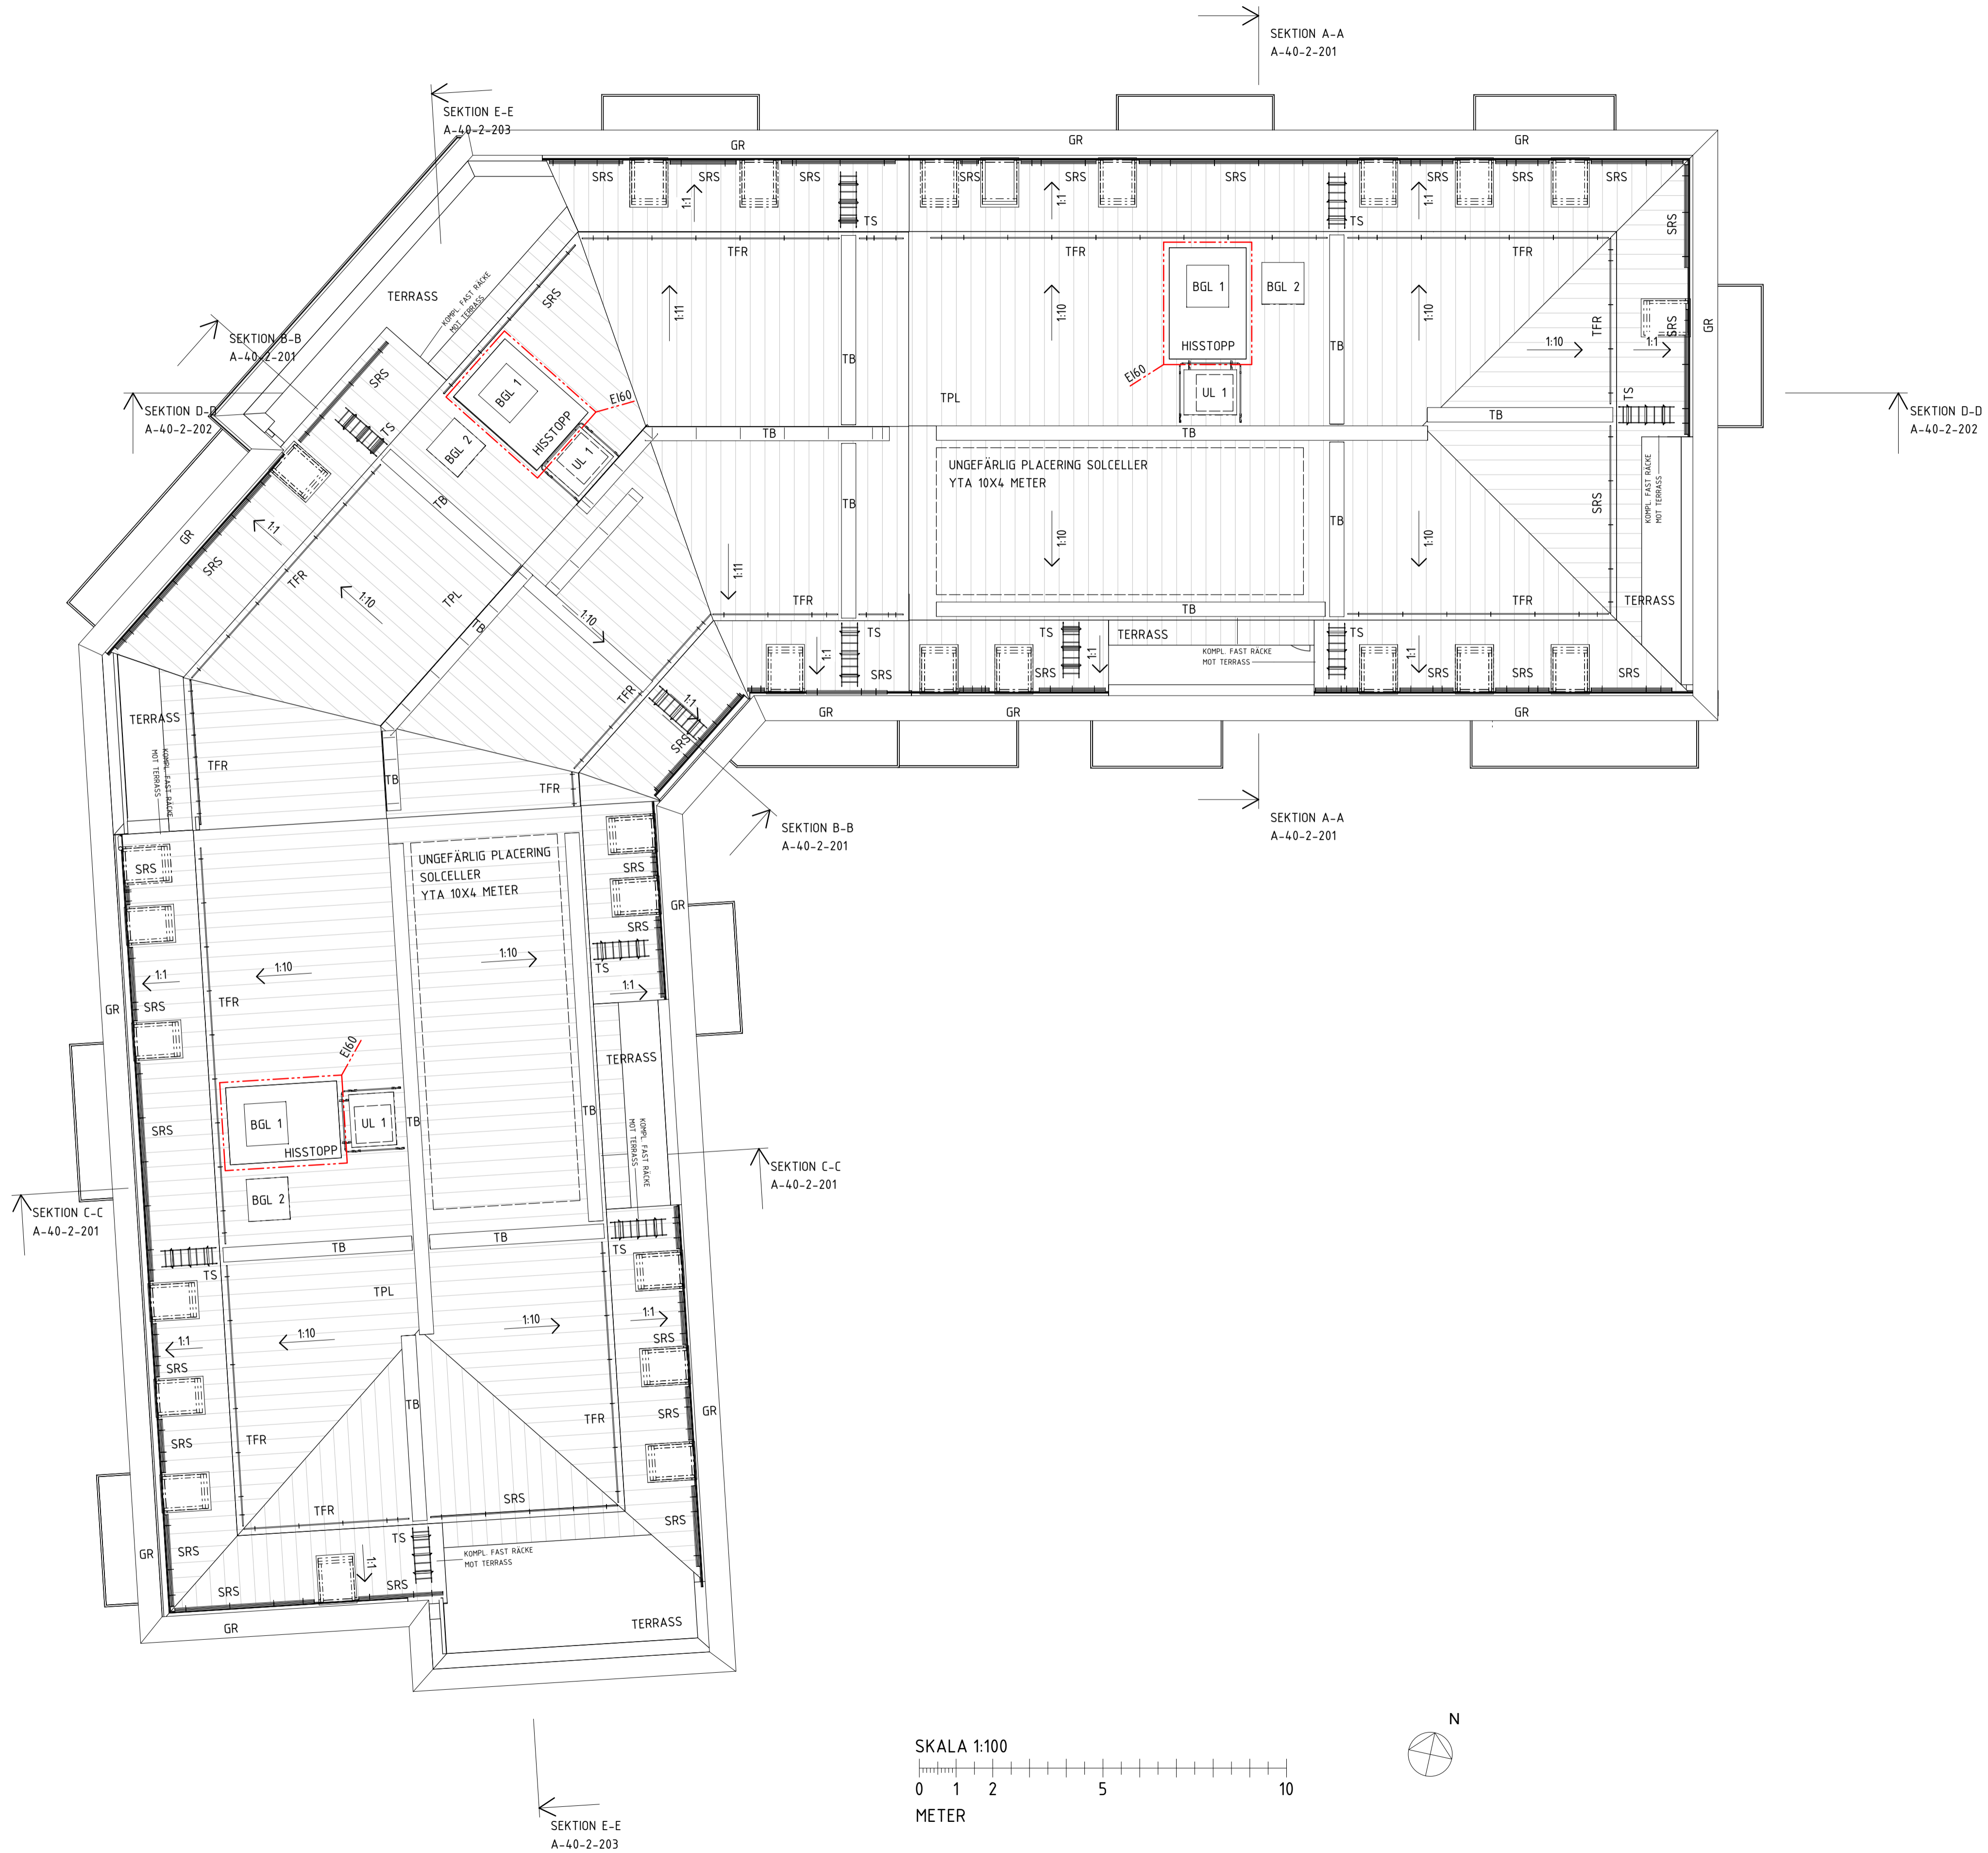 SEKTION A-A
A-40-2-201
SEKTION E-E
A-40-2-203
GR
GR
GR
SRS
SRS
SRS
SRS
SRS
SRS
SRS
SRS
SRS
1:1
1:1
1:1
TS
TS
SRS
TFR
TFR
TFR
TERRASS
KOMPL. FAST RÄCKE
MOT TERRASS
SRS
BGL 1
BGL 2
1:11
1:10
1:10
HISSTOPP
TFR
SRS
GR
SEKTION B-B
A-40-2-201
TB
TB
1:10
1:1
EI60
UL 1
TS
SRS
BGL 1
EI60
TPL
SEKTION D-D
A-40-2-202
TB
SEKTION D-D
A-40-2-202
TS
BGL 2
HISSTOPP
UL 1
TB
TB
UNGEFÄRLIG PLACERING SOLCELLER
YTA 10X4 METER
KOMPL. FAST RÄCKE
MOT TERRASS
TB
TB
SRS
TB
1:1
GR
SRS
1:10
1:10
1:11
TFR
1:10
TPL
1:10
TFR
TB
TFR
TERRASS
TB
TS
TS
TERRASS
TS
1:1
SRS
1:1
SRS
KOMPL. FAST RÄCKE
MOT TERRASS
1:1
SRS
SRS
SRS
TFR
1:1
SRS
GR
GR
GR
TERRASS
KOMPL. FAST RÄCKE
MOT TERRASS
TFR
TB
TFR
SEKTION A-A
A-40-2-201
SEKTION B-B
A-40-2-201
UNGEFÄRLIG PLACERING
SOLCELLER
YTA 10X4 METER
SRS
SRS
GR
SRS
TS
1:10
1:10
1:1
1:1
GR
SRS
TFR
EI60
TERRASS
SRS
BGL 1
HISSTOPP
UL 1
TB
TB
KOMPL. FAST RÄCKE
MOT TERRASS
SEKTION C-C
A-40-2-201
BGL 2
SEKTION C-C
A-40-2-201
TB
TB
TS
TS
TPL
1:10
1:10
1:1
1:1
SRS
SRS
TB
SRS
GR
TFR
SRS
TFR
TFR
SRS
SRS
TS
GR
SRS
KOMPL. FAST RÄCKE
MOT TERRASS
1:1
SRS
SRS
GR
TERRASS
N
SKALA 1:100
0 1 2 5 10
METER
SEKTION E-E
A-40-2-203